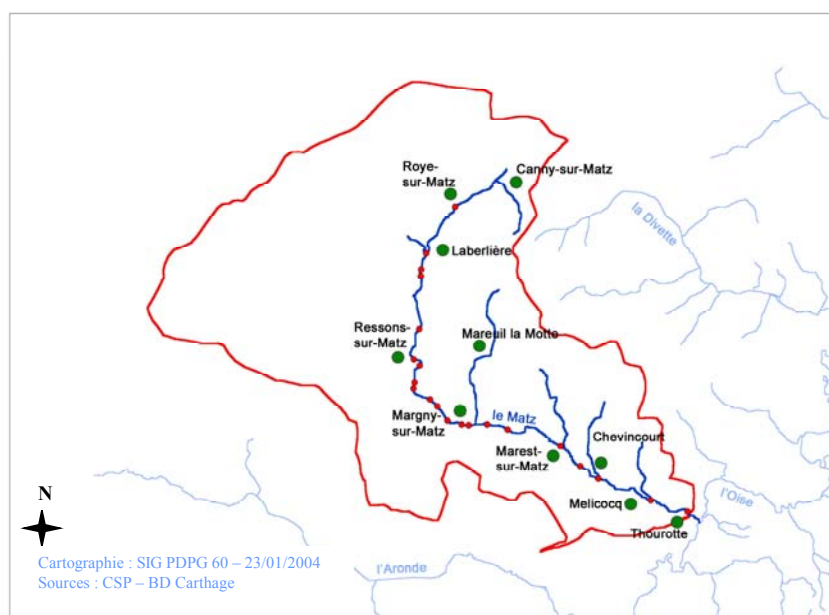 Roye-
sur-Matz
Canny-sur-Matz
la Divette
Laberlière
Ressons-
sur-Matz
Mareuil la Motte
Margny-
sur-Matz
le Matz
Chevincourt
Marest-
sur-Matz
l'Oise
Melicocq
Thourotte
N
Cartographie : SIG PDPG 60 – 23/01/2004
Sources : CSP – BD Carthage
l'Aronde